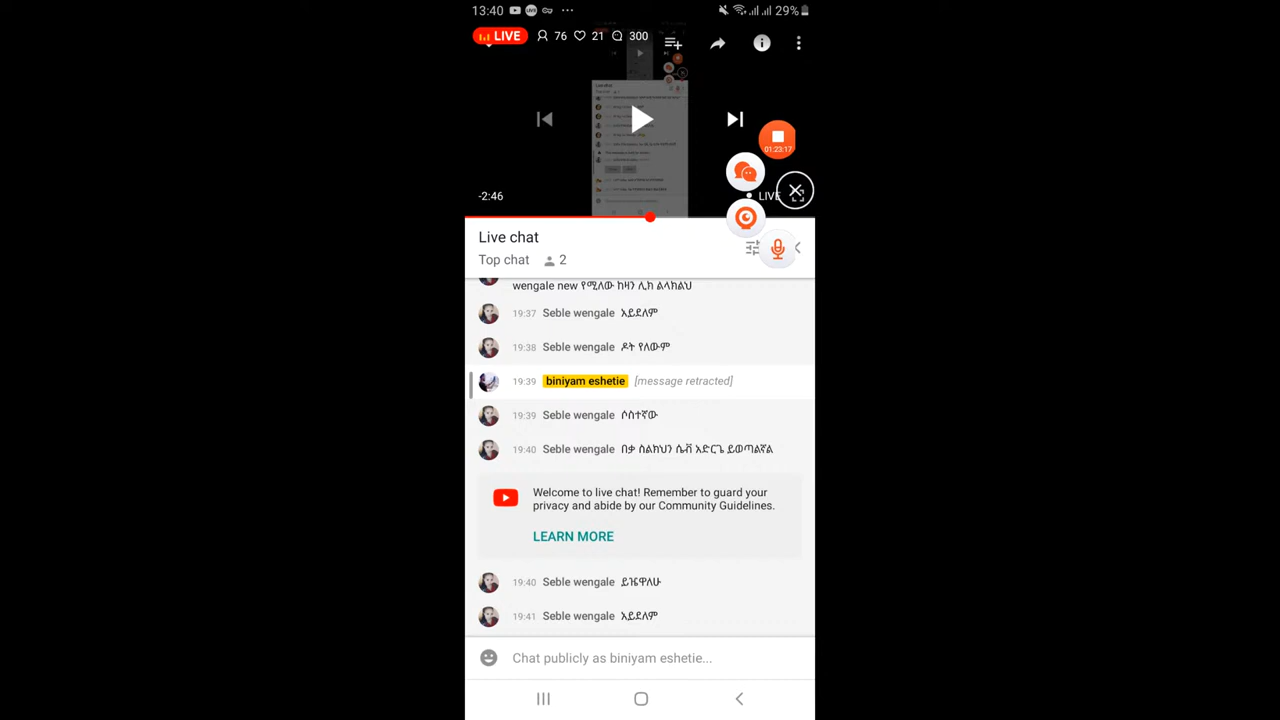 13:40 29%
LIVE 76 21 300
01:23:17
-2:46 LIVE
Live chat
Top chat 2
wengale new የሚለው ከዛን ሊክ ልላክልህ
19:37 Seble wengale አይደለም
19:38 Seble wengale ዶት የለውም
19:39 biniyam eshetie [message retracted]
19:39 Seble wengale ሶስተኛው
19:40 Seble wengale በቃ ስልክህን ሴቭ አድርጌ ይወጣልኛል
Welcome to live chat! Remember to guard your
privacy and abide by our Community Guidelines.
LEARN MORE
19:40 Seble wengale ይዤዋለሁ
19:41 Seble wengale አይደለም
Chat publicly as biniyam eshetie...